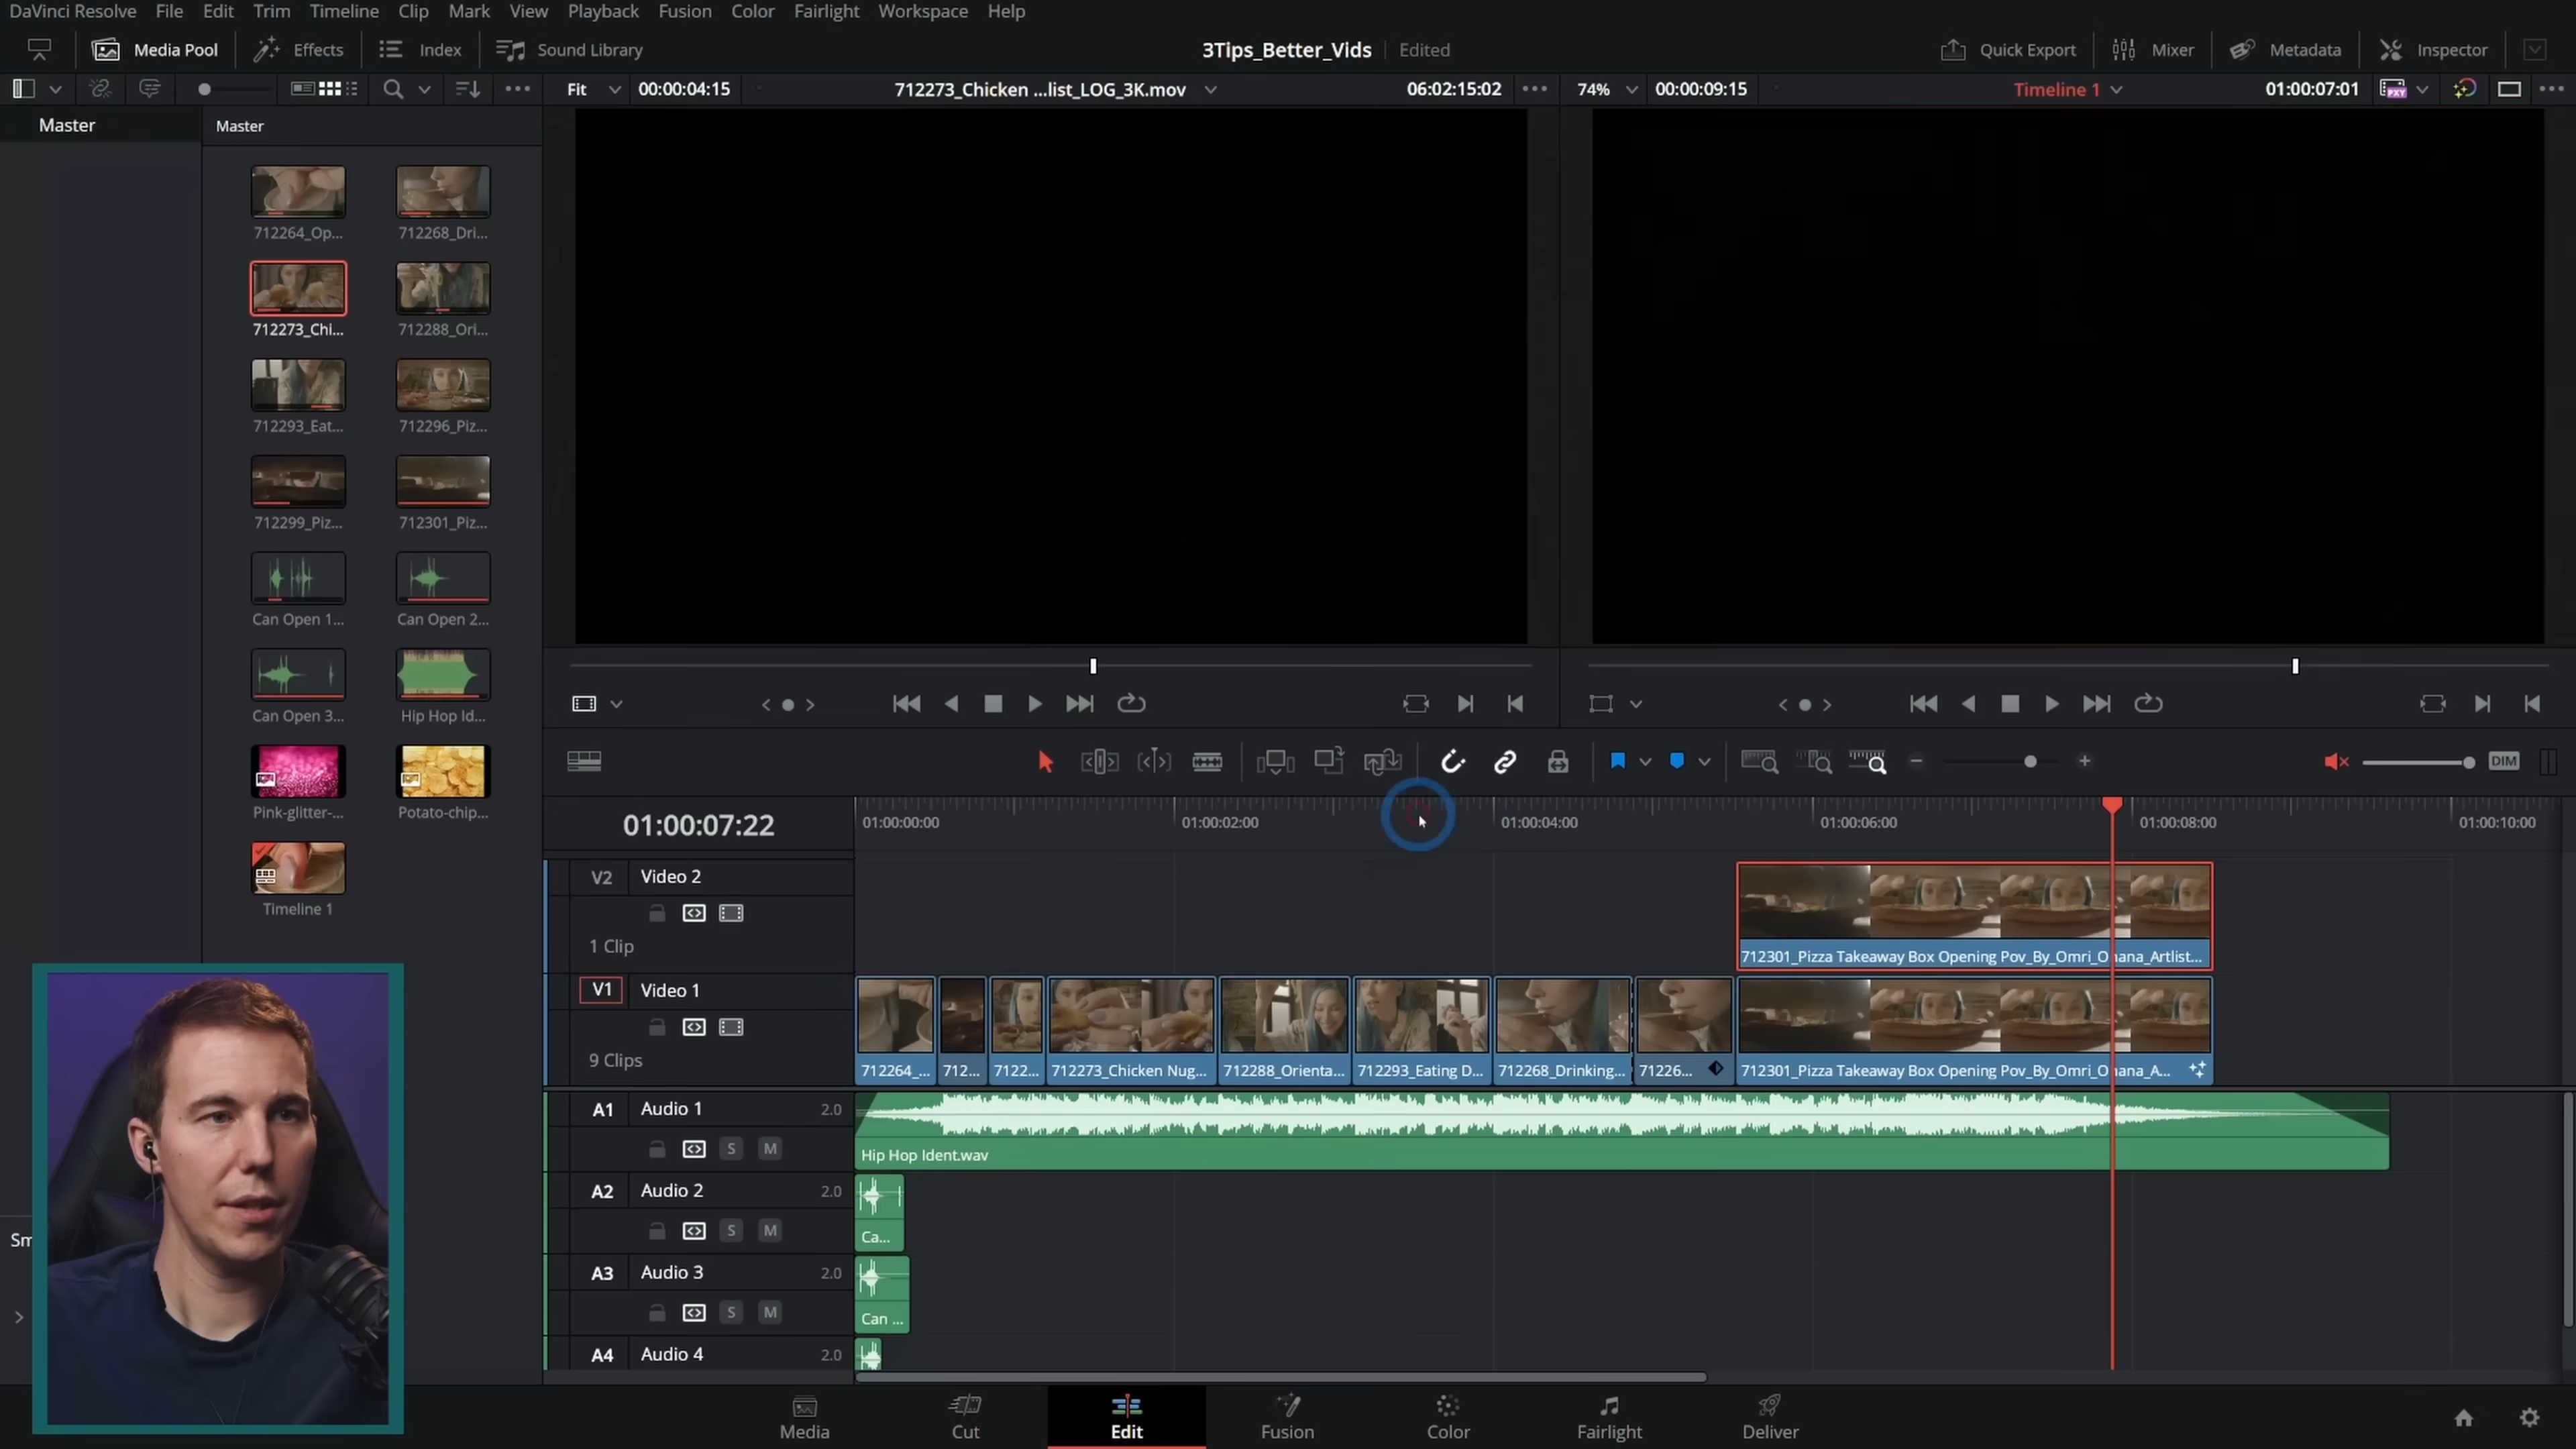 DaVinci Resolve File Edit Trim Timeline Clip Mark View Playback Fusion Color Fairlight Workspace Help
Media Pool Effects Index Sound Library 3Tips_Better_Vids Edited Quick Export Mixer Metadata Inspector
Fit 00:00:04:15 712273_Chicken ...list_LOG_3K.mov 06:02:15:02 74% 00:00:09:15 Timeline 1 01:00:07:01 PXY
Master Master
712264_Op... 712268_Dri...
712273_Chi... 712288_Ori...
712293_Eat... 712296_Piz...
712299_Piz... 712301_Piz...
Can Open 1... Can Open 2...
Can Open 3... Hip Hop Id...
Pink-glitter-... Potato-chip...
Timeline 1
Sm
DIM
01:00:07:22 01:00:00:00 01:00:02:00 01:00:04:00 01:00:06:00 01:00:08:00 01:00:10:00
V2 Video 2
1 Clip
712301_Pizza Takeaway Box Opening Pov_By_Omri_Ohana_Artlist...
V1 Video 1
9 Clips
712264_... 712... 7122... 712273_Chicken Nug... 712288_Orienta... 712293_Eating D... 712268_Drinking... 71226... 712301_Pizza Takeaway Box Opening Pov_By_Omri_Ohana_A...
A1 Audio 1 2.0
S M
Hip Hop Ident.wav
A2 Audio 2 2.0
S M
Ca...
A3 Audio 3 2.0
S M
Can ...
A4 Audio 4 2.0
Media Cut Edit Fusion Color Fairlight Deliver